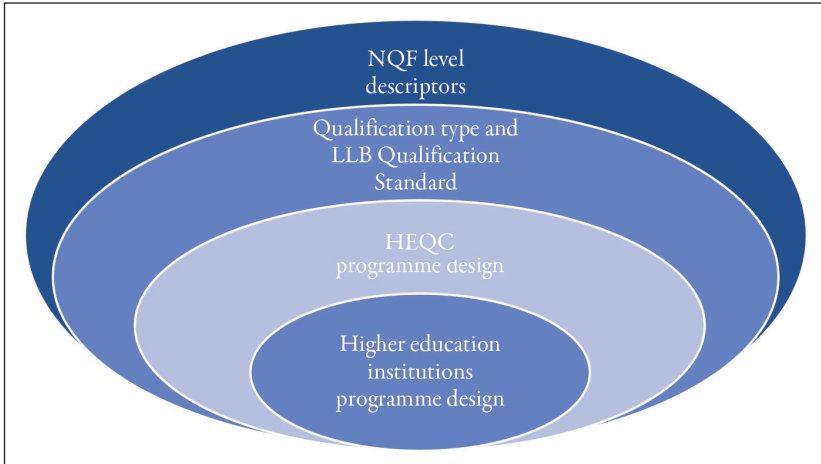 NQF level
descriptors
Qualification type and
LLB Qualification
Standard
HEQC
programme design
Higher education
institutions
programme design